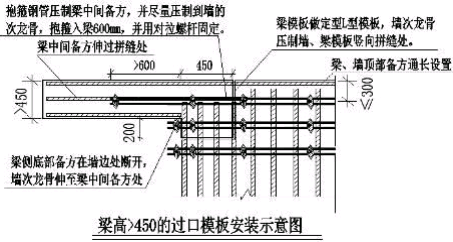 抱箍钢管压制梁中间备方，并尽量压制到墙的
次龙骨，抱箍入梁600mm，并用对拉螺杆固定。
梁模板做定型L型模板，墙次龙骨
压制墙、梁模板竖向拼缝处。
梁中间备方伸过拼缝处
梁、墙顶部备方通长设置
>600
450
>450
≤300
200
梁侧底部备方在墙边处断开，
墙次龙骨伸至梁中间备方处
梁高>450的过口模板安装示意图